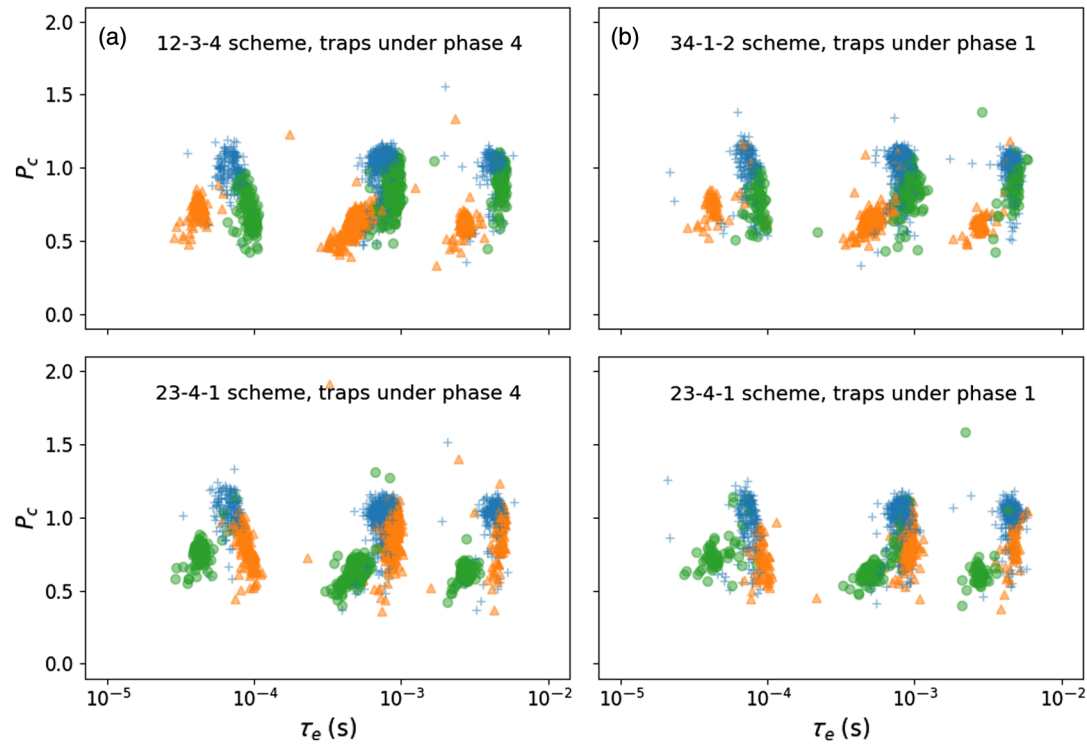 (a) 12-3-4 scheme, traps under phase 4
(b) 34-1-2 scheme, traps under phase 1
2.0
1.5
1.0
0.5
0.0
P_c
23-4-1 scheme, traps under phase 4
23-4-1 scheme, traps under phase 1
2.0
1.5
1.0
0.5
0.0
P_c
10⁻⁵ 10⁻⁴ 10⁻³ 10⁻²
10⁻⁵ 10⁻⁴ 10⁻³ 10⁻²
τ_e (s)
τ_e (s)